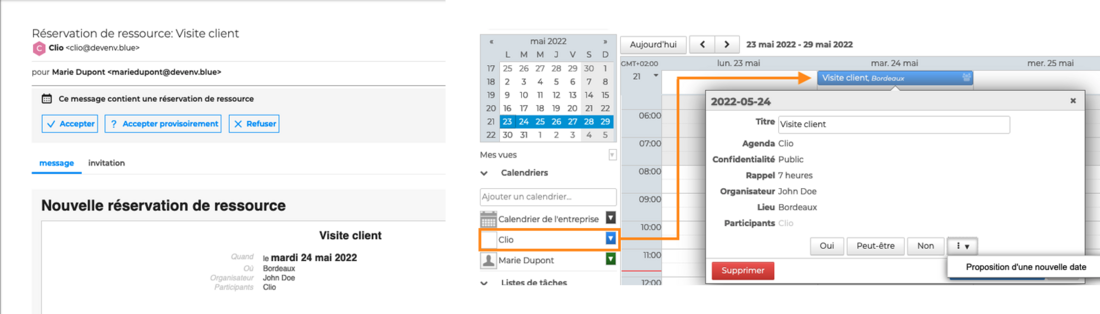 Réservation de ressource: Visite client
C Clio <clio@devenv.blue>
pour Marie Dupont <mariedupont@devenv.blue>
Ce message contient une réservation de ressource
Accepter ? Accepter provisoirement Refuser
message invitation
Nouvelle réservation de ressource
Visite client
Quand le mardi 24 mai 2022
Où Bordeaux
Organisateur John Doe
Participants Clio
« mai 2022 »
L M M J V S D
17 25 26 27 28 29 30 1
18 2 3 4 5 6 7 8
19 9 10 11 12 13 14 15
20 16 17 18 19 20 21 22
21 23 24 25 26 27 28 29
22 30 31 1 2 3 4 5
Mes vues
Calendriers
Ajouter un calendrier...
Calendrier de l'entreprise
Clio
Marie Dupont
Listes de tâches
Aujourd'hui 23 mai 2022 - 29 mai 2022
GMT+02:00 lun. 23 mai mar. 24 mai mer. 25 mai
21 Visite client, Bordeaux
06:00
07:00
08:00
09:00
10:00
11:00
12:00
2022-05-24 ×
Titre Visite client
Agenda Clio
Confidentialité Public
Rappel 7 heures
Organisateur John Doe
Lieu Bordeaux
Participants Clio
Oui Peut-être Non
Supprimer
Proposition d'une nouvelle date